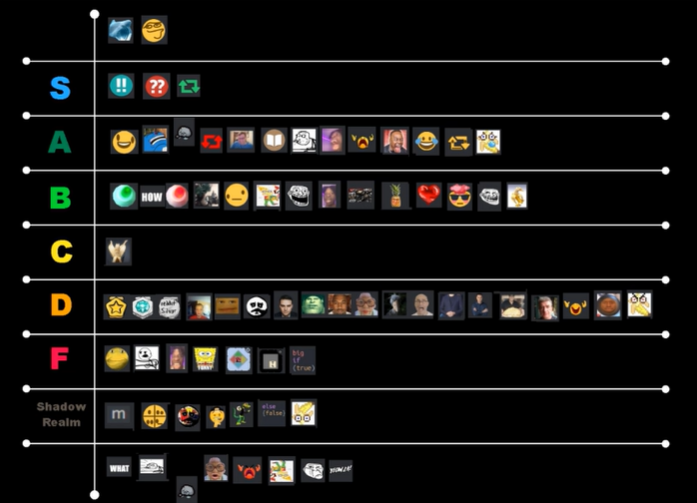 S
‼ ⁇
A
B
HOW
C
D
F
H
big
if
(true)
Shadow
Realm
m
else
(false)
WHAT